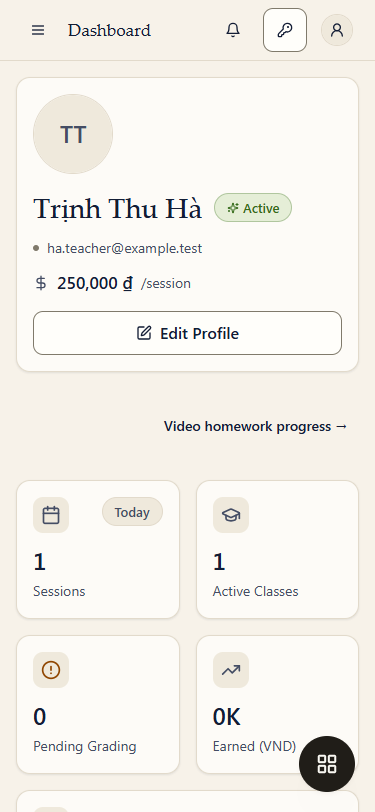 Dashboard
TT
Trịnh Thu Hà
Active
ha.teacher@example.test
$ 250,000 ₫ /session
Edit Profile
Video homework progress →
Today
1
Sessions
1
Active Classes
0
Pending Grading
0K
Earned (VND)